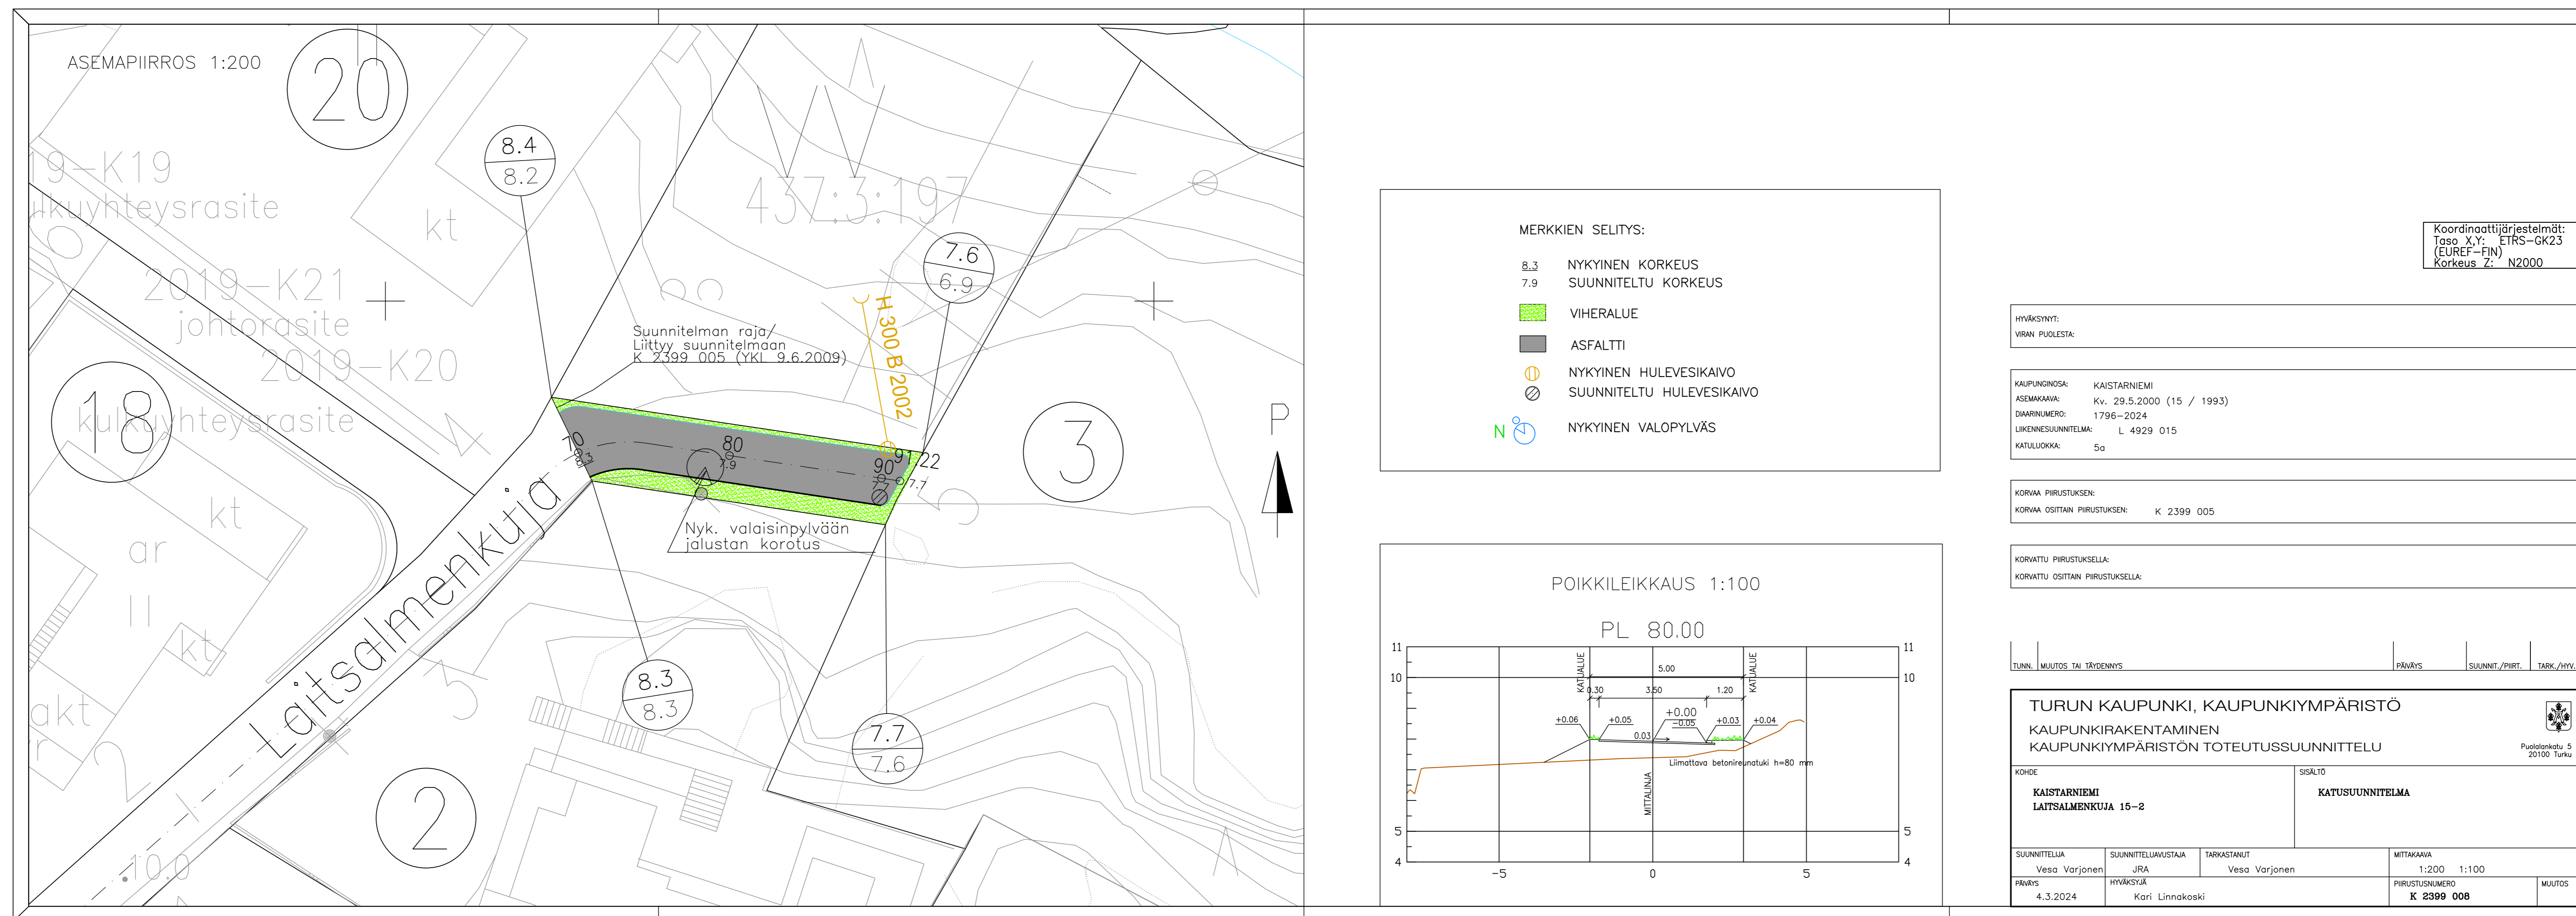 ASEMAPIIRROS 1:200
20
8.4
8.2
19-K19
kulkuyhteysrasite
kt
437:3:197
7.6
6.9
2019-K21
johtorasite
2019-K20
kulkuyhteysrasite
18
Suunnitelman raja/
Liittyy suunnitelmaan
K 2399 005 (YKL 9.6.2009)
H 300 B 2002
70
8.3
80
7.9
90
91.22
7.7
7.7
3
P
4
Nyk. valaisinpylvään
jalustan korotus
Laitsalmenkuja
kt
ar
II
kt
akt
8.3
8.3
7.7
7.6
3
2
2
10.0
MERKKIEN SELITYS:
8.3 NYKYINEN KORKEUS
7.9 SUUNNITELTU KORKEUS
VIHERALUE
ASFALTTI
NYKYINEN HULEVESIKAIVO
SUUNNITELTU HULEVESIKAIVO
N NYKYINEN VALOPYLVÄS
POIKKILEIKKAUS 1:100
PL 80.00
11 11
10 10
5 5
4 4
KATUALUE
KATUALUE
5.00
0.30 3.50 1.20
+0.06 +0.05 +0.00 -0.05 +0.03 +0.04
0.03
Liimattava betonireunatuki h=80 mm
MITTALINJA
-5 0 5
Koordinaattijärjestelmät:
Taso X,Y: ETRS-GK23
(EUREF-FIN)
Korkeus Z: N2000
HYVÄKSYNYT:
VIRAN PUOLESTA:
KAUPUNGINOSA: KAISTARNIEMI
ASEMAKAAVA: Kv. 29.5.2000 (15 / 1993)
DIAARINUMERO: 1796-2024
LIIKENNESUUNNITELMA: L 4929 015
KATULUOKKA: 5a
KORVAA PIIRUSTUKSEN:
KORVAA OSITTAIN PIIRUSTUKSEN: K 2399 005
KORVATTU PIIRUSTUKSELLA:
KORVATTU OSITTAIN PIIRUSTUKSELLA:
TUNN. MUUTOS TAI TÄYDENNYS PÄIVÄYS SUUNNIT./PIIRT. TARK./HYV.
TURUN KAUPUNKI, KAUPUNKIYMPÄRISTÖ
KAUPUNKIRAKENTAMINEN
KAUPUNKIYMPÄRISTÖN TOTEUTUSSUUNNITTELU
Puolalankatu 5
20100 Turku
KOHDE SISÄLTÖ
KAISTARNIEMI KATUSUUNNITELMA
LAITSALMENKUJA 15-2
SUUNNITTELIJA SUUNNITTELUAVUSTAJA TARKASTANUT MITTAKAAVA
Vesa Varjonen JRA Vesa Varjonen 1:200 1:100
PÄIVÄYS HYVÄKSYJÄ PIIRUSTUSNUMERO MUUTOS
4.3.2024 Kari Linnakoski K 2399 008